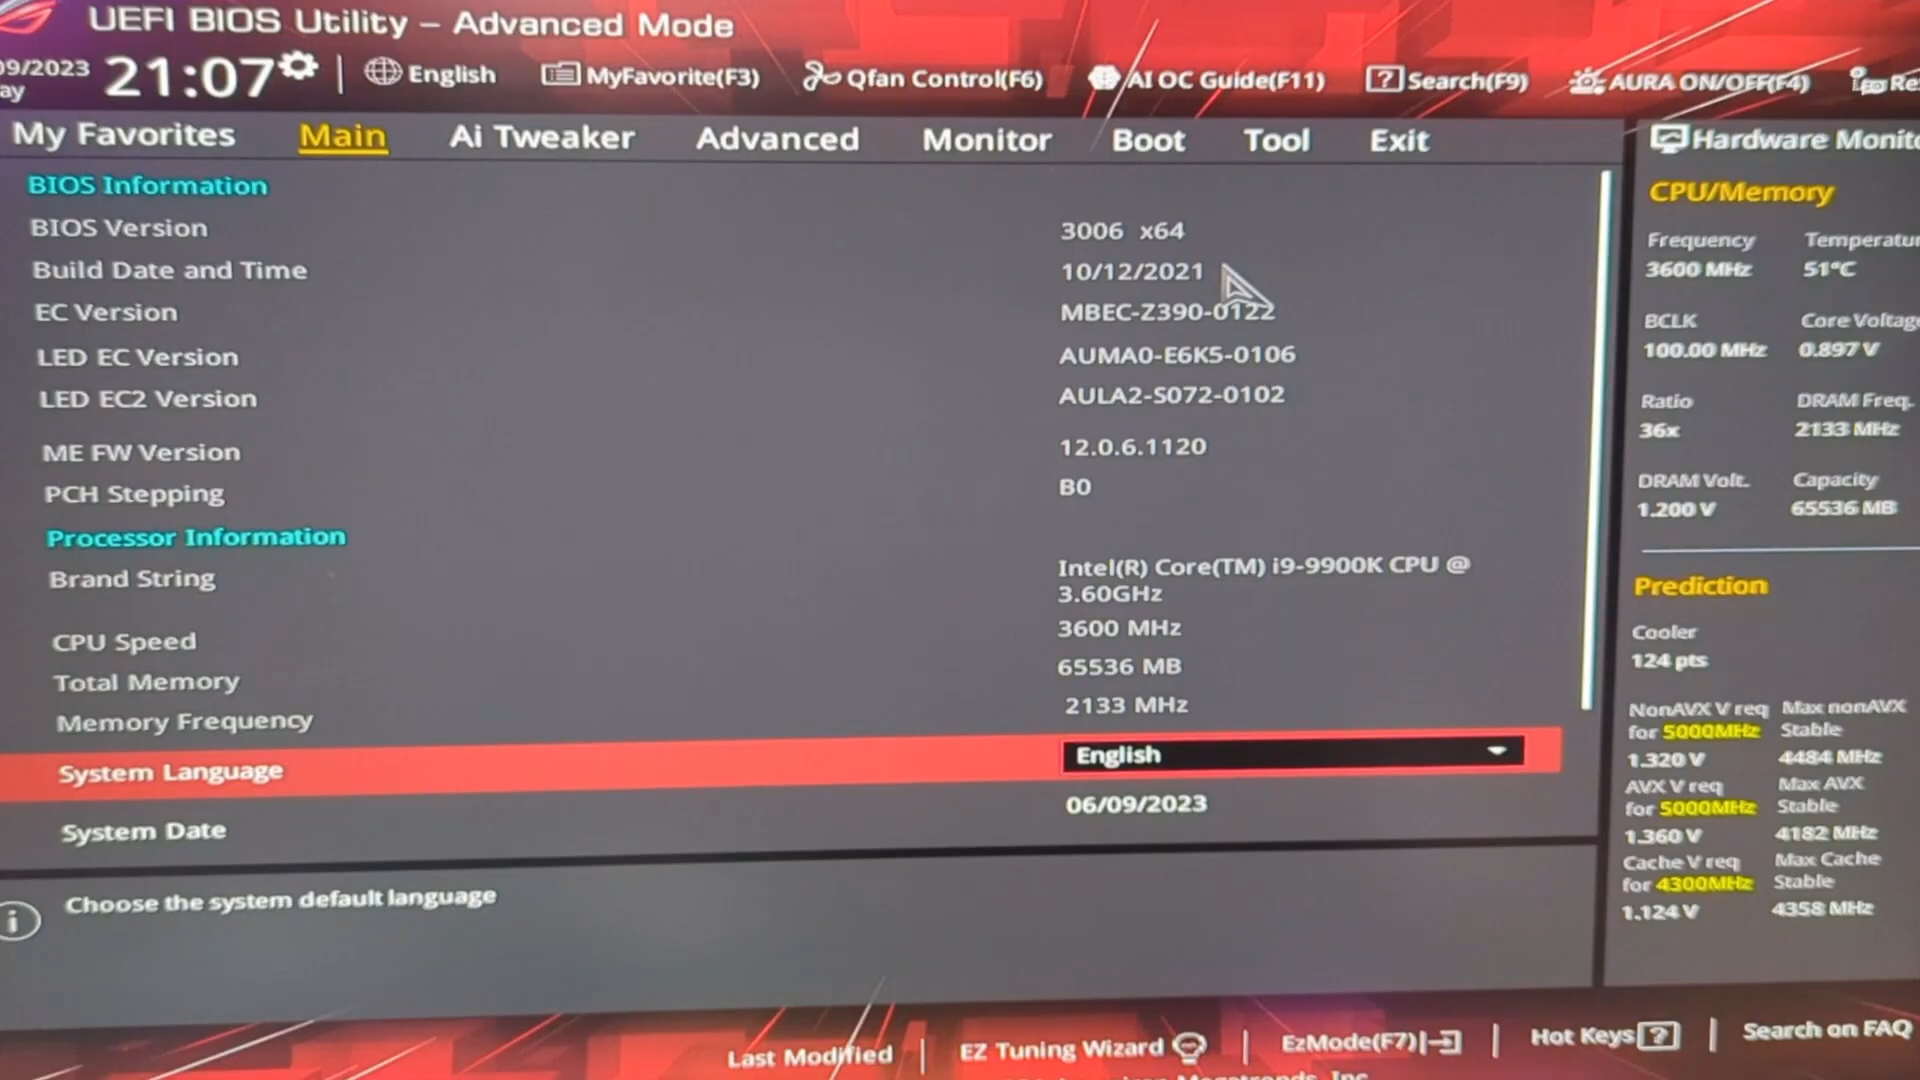 UEFI BIOS Utility – Advanced Mode
09/2023
ay
21:07
English
MyFavorite(F3)
Qfan Control(F6)
AI OC Guide(F11)
Search(F9)
AURA ON/OFF(F4)
Re
My Favorites
Main
Ai Tweaker
Advanced
Monitor
Boot
Tool
Exit
BIOS Information
BIOS Version 3006 x64
Build Date and Time 10/12/2021
EC Version MBEC-Z390-0122
LED EC Version AUMA0-E6K5-0106
LED EC2 Version AULA2-S072-0102
ME FW Version 12.0.6.1120
PCH Stepping B0
Processor Information
Brand String Intel(R) Core(TM) i9-9900K CPU @
3.60GHz
CPU Speed 3600 MHz
Total Memory 65536 MB
Memory Frequency 2133 MHz
System Language English
System Date 06/09/2023
Choose the system default language
Hardware Monito
CPU/Memory
Frequency Temperatur
3600 MHz 51°C
BCLK Core Voltage
100.00 MHz 0.897 V
Ratio DRAM Freq.
36x 2133 MHz
DRAM Volt. Capacity
1.200 V 65536 MB
Prediction
Cooler
124 pts
NonAVX V req Max nonAVX
for 5000MHz Stable
1.320 V 4484 MHz
AVX V req Max AVX
for 5000MHz Stable
1.360 V 4182 MHz
Cache V req Max Cache
for 4300MHz Stable
1.124 V 4358 MHz
Last Modified
EZ Tuning Wizard
EzMode(F7)
Hot Keys ?
Search on FAQ
Megatrends, Inc